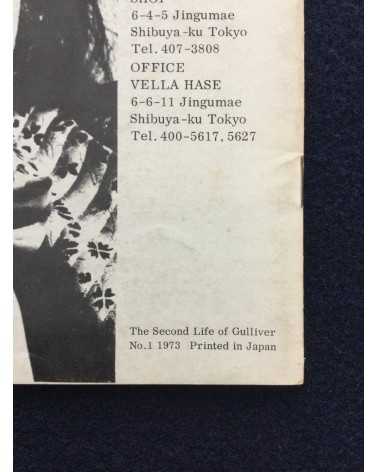 SHOP
6-4-5 Jingumae
Shibuya-ku Tokyo
Tel. 407-3808
OFFICE
VELLA HASE
6-6-11 Jingumae
Shibuya-ku Tokyo
Tel. 400-5617, 5627
The Second Life of Gulliver
No.1 1973 Printed in Japan